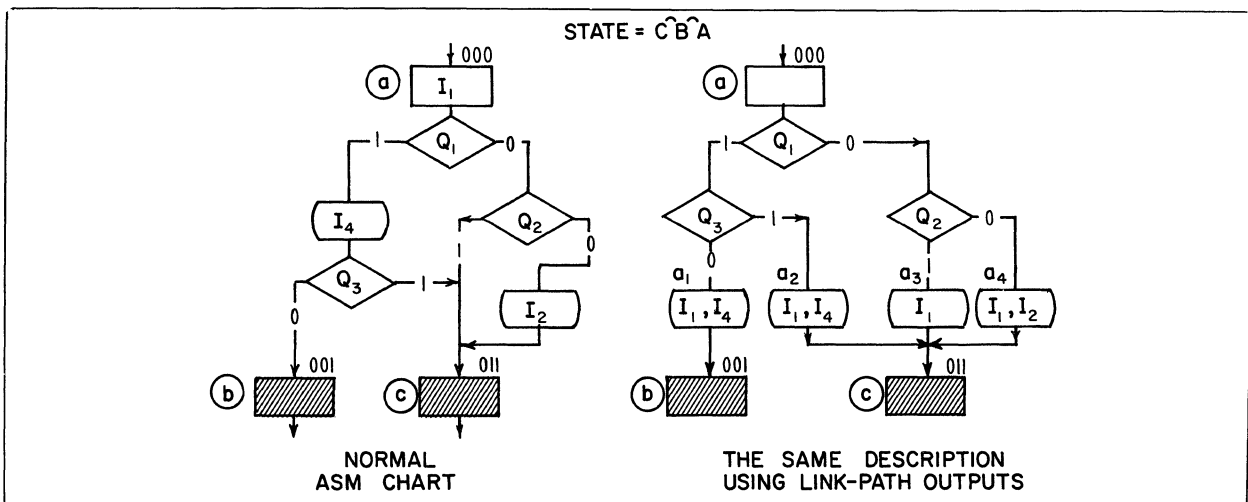 STATE = C^B^A
000
a
I₁
1
Q₁
0
I₄
Q₂
1
0
Q₃
1
0
I₂
b
001
c
011
NORMAL
ASM CHART
000
a
1
Q₁
0
Q₃
1
0
Q₂
0
1
a₁
a₂
a₃
a₄
I₁, I₄
I₁, I₄
I₁
I₁, I₂
b
001
c
011
THE SAME DESCRIPTION
USING LINK-PATH OUTPUTS